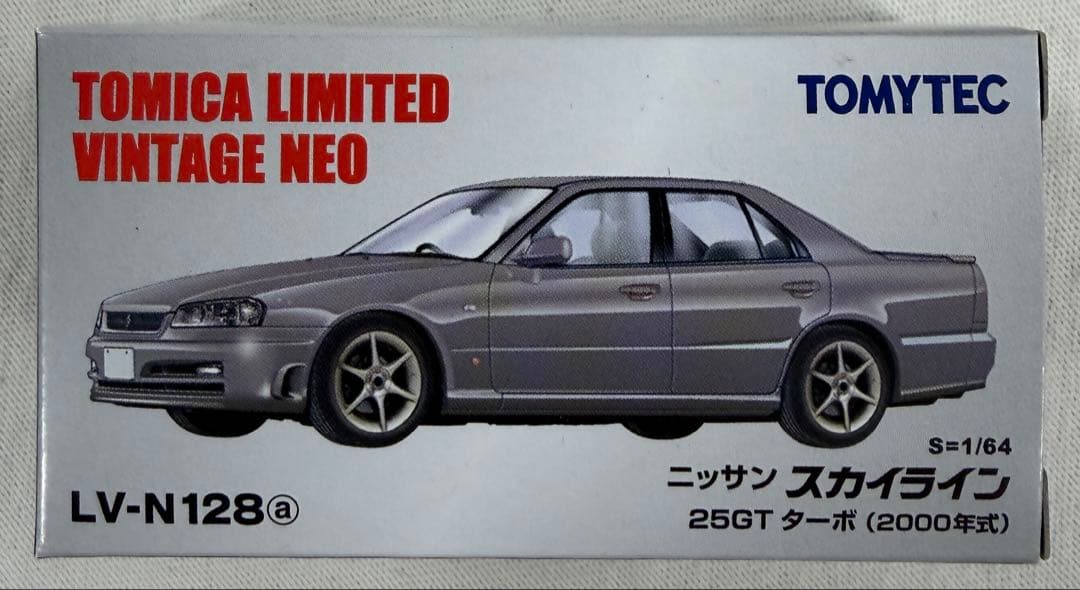 TOMICA LIMITED
VINTAGE NEO
TOMYTEC
S=1/64
ニッサン スカイライン
25GT ターボ (2000年式)
LV-N128ⓐ